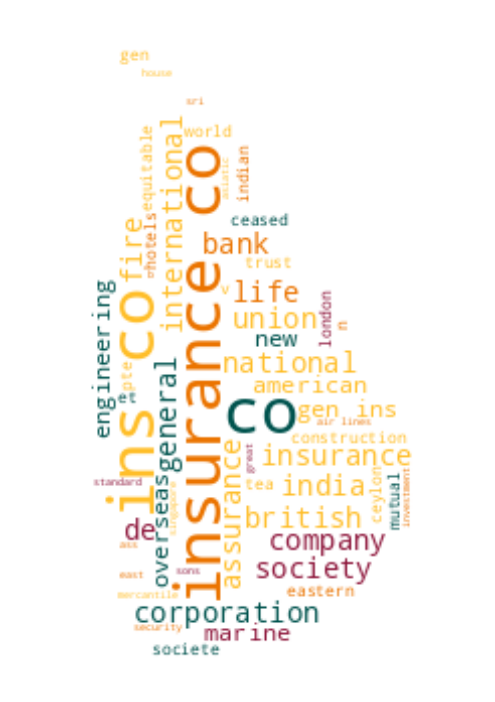 gen
house
sri
world
equitable
international
insurance co
asiatic
indian
hotels
fire
ins co
ceased
bank
trust
v
life
engineering
london
n
union
new
national
general
pte
et
american
co
gen ins
air lines
construction
insurance
great
assurance
standard
tea
india
ceylon
mutual
investment
overseas
singapore
british
de
company
ass
society
east
sons
eastern
mercantile
corporation
security
marine
societe